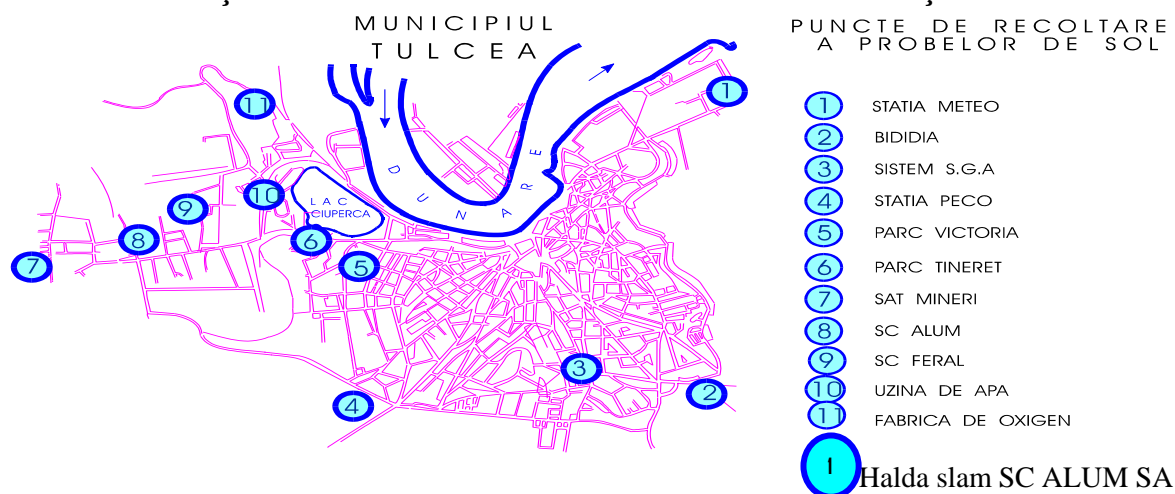 MUNICIPIUL
TULCEA
PUNCTE DE RECOLTARE
A PROBELOR DE SOL
1 STATIA METEO
2 BIDIDIA
3 SISTEM S.G.A
4 STATIA PECO
5 PARC VICTORIA
6 PARC TINERET
7 SAT MINERI
8 SC ALUM
9 SC FERAL
10 UZINA DE APA
11 FABRICA DE OXIGEN
1 Halda slam SC ALUM SA
DUNARE
LAC
CIUPERCA
1
11
10
9
8
7
6
5
4
3
2